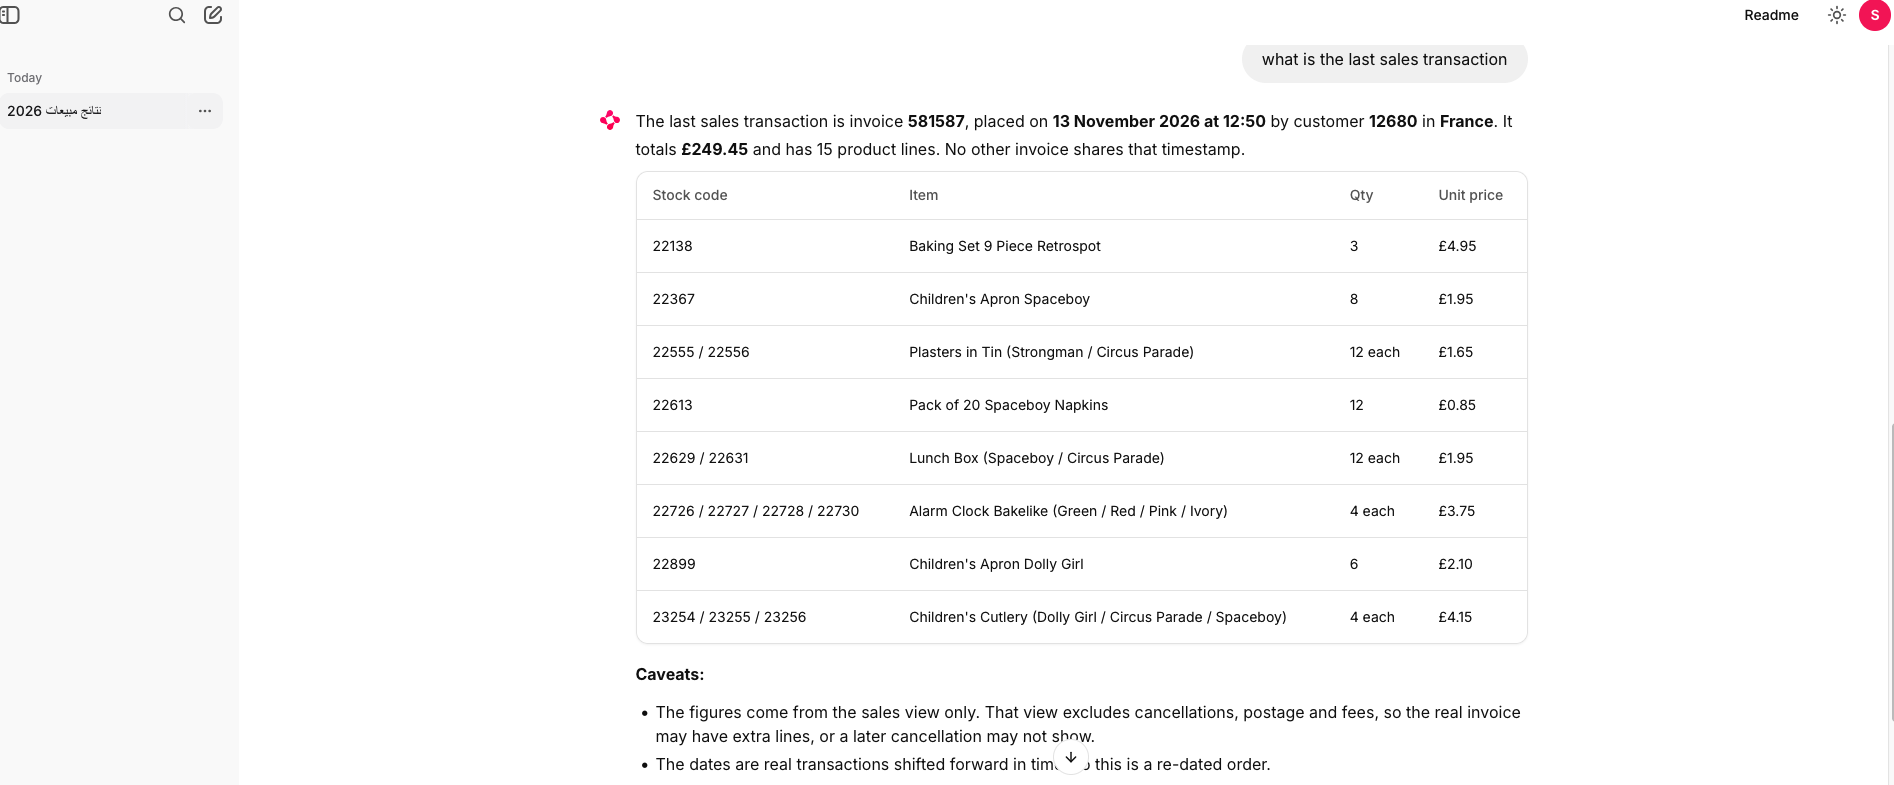 Readme
S
Today
نتائج مبيعات 2026
what is the last sales transaction
The last sales transaction is invoice 581587, placed on 13 November 2026 at 12:50 by customer 12680 in France. It
totals £249.45 and has 15 product lines. No other invoice shares that timestamp.
Stock code Item Qty Unit price
22138 Baking Set 9 Piece Retrospot 3 £4.95
22367 Children's Apron Spaceboy 8 £1.95
22555 / 22556 Plasters in Tin (Strongman / Circus Parade) 12 each £1.65
22613 Pack of 20 Spaceboy Napkins 12 £0.85
22629 / 22631 Lunch Box (Spaceboy / Circus Parade) 12 each £1.95
22726 / 22727 / 22728 / 22730 Alarm Clock Bakelike (Green / Red / Pink / Ivory) 4 each £3.75
22899 Children's Apron Dolly Girl 6 £2.10
23254 / 23255 / 23256 Children's Cutlery (Dolly Girl / Circus Parade / Spaceboy) 4 each £4.15
Caveats:
• The figures come from the sales view only. That view excludes cancellations, postage and fees, so the real invoice
may have extra lines, or a later cancellation may not show.
• The dates are real transactions shifted forward in this is a re-dated order.